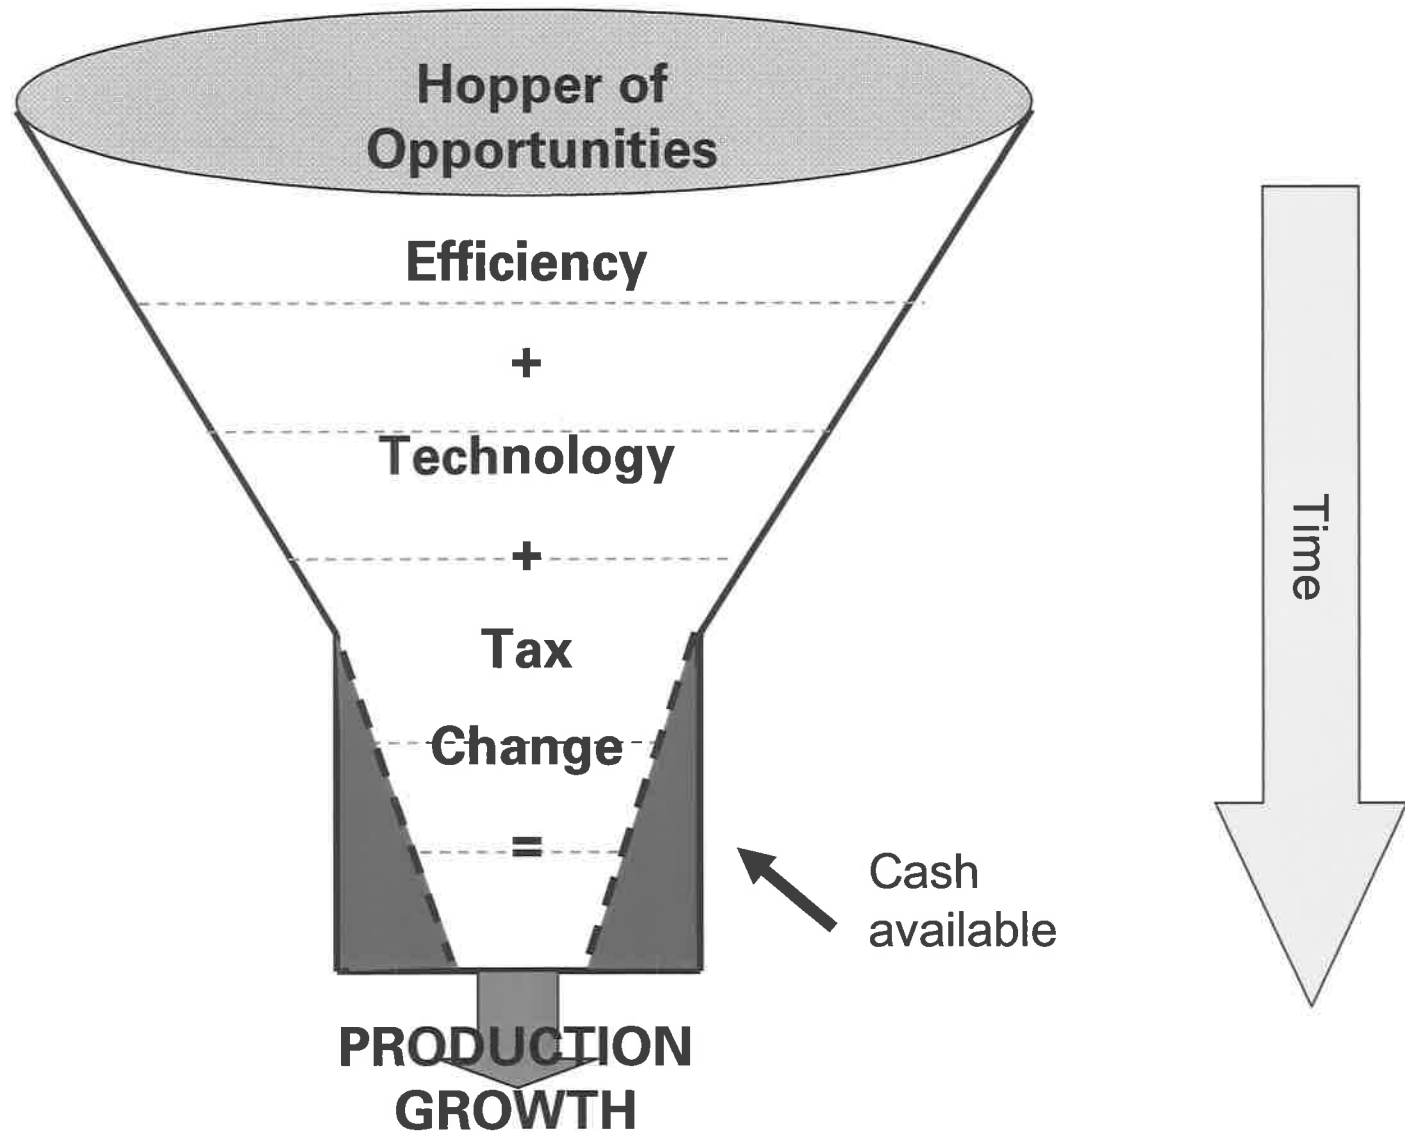 Hopper of
Opportunities
Efficiency
+
Technology
+
Tax
Change
=
Cash
available
PRODUCTION
GROWTH
Time